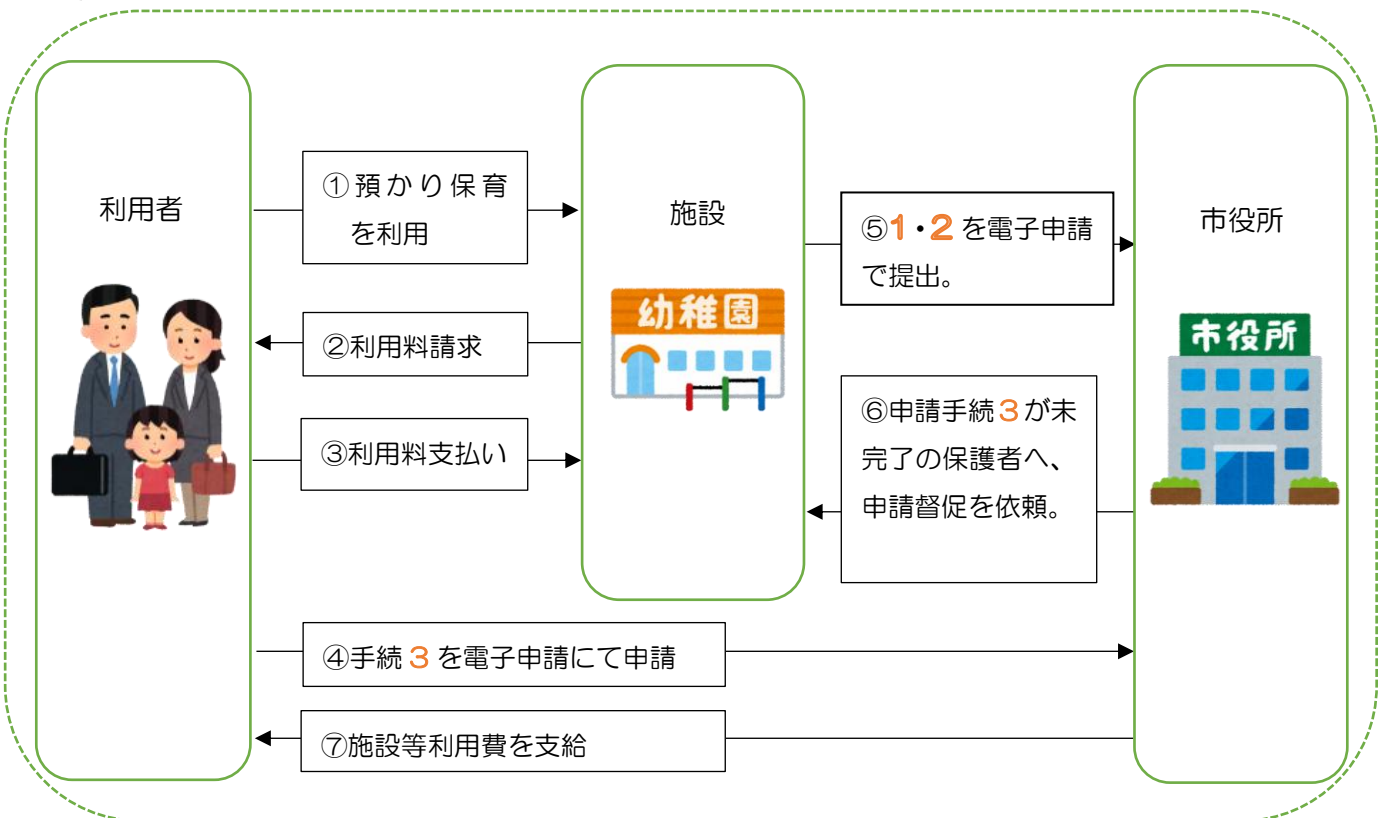 利用者
①預かり保育
を利用
②利用料請求
③利用料支払い
施設
幼稚園
⑤1・2を電子申請
で提出。
⑥申請手続3が未
完了の保護者へ、
申請督促を依頼。
市役所
市役所
④手続3を電子申請にて申請
⑦施設等利用費を支給